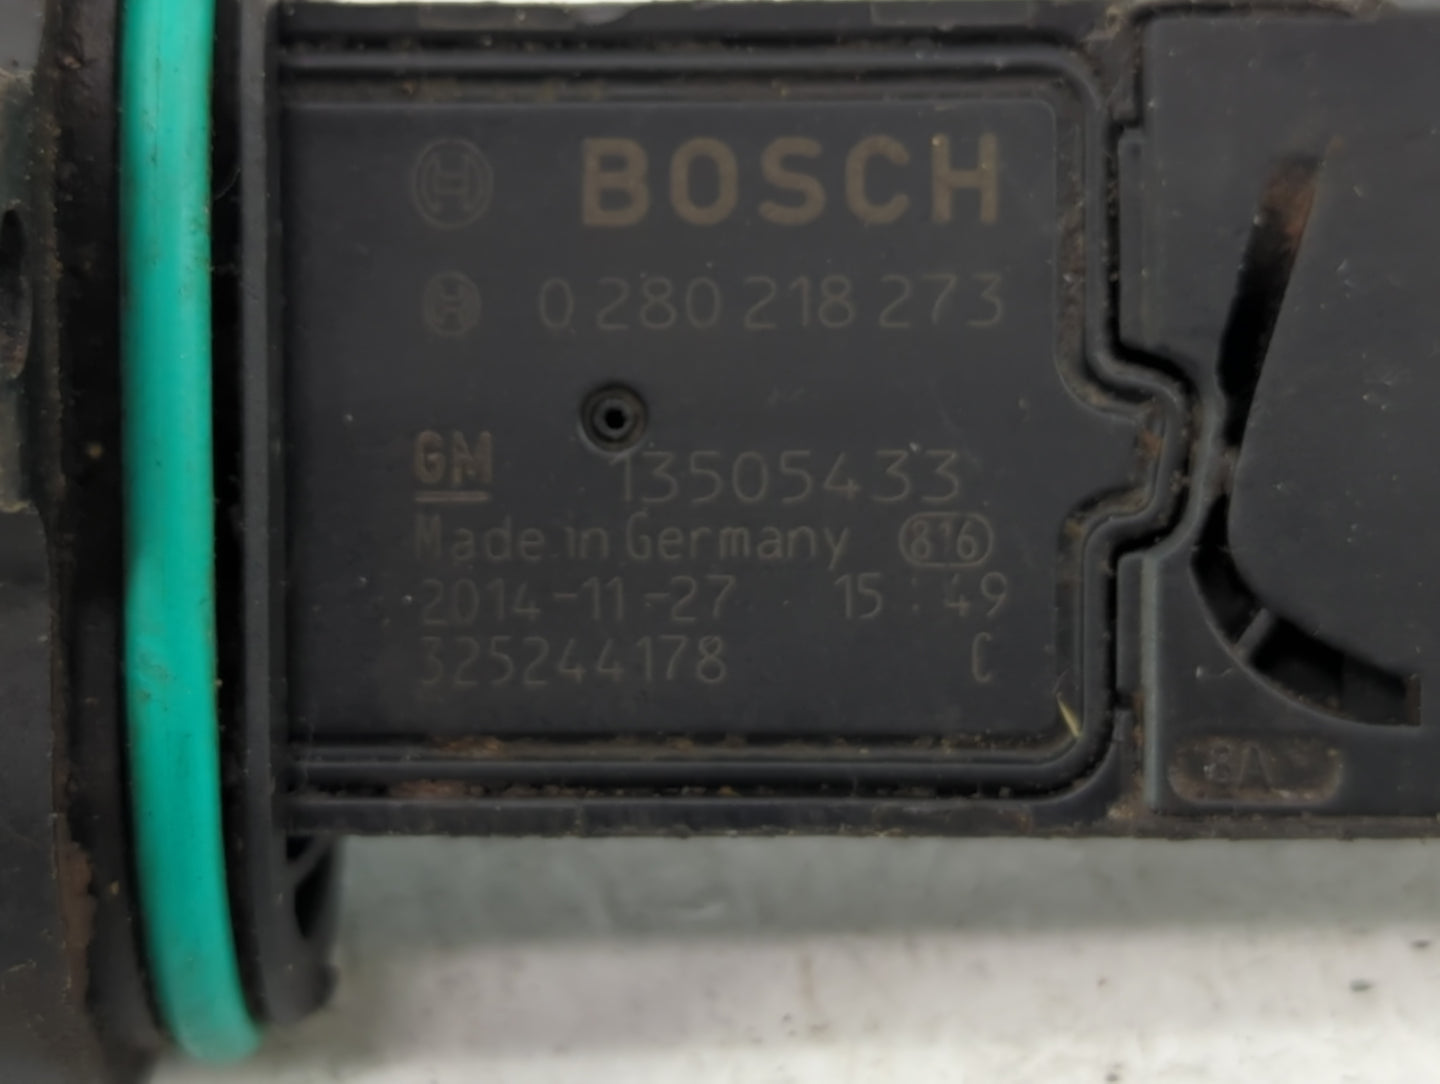 BOSCH
0 280 218 273
GM 13505433
Made in Germany 816
2014-11-27 15:49
325244178 C